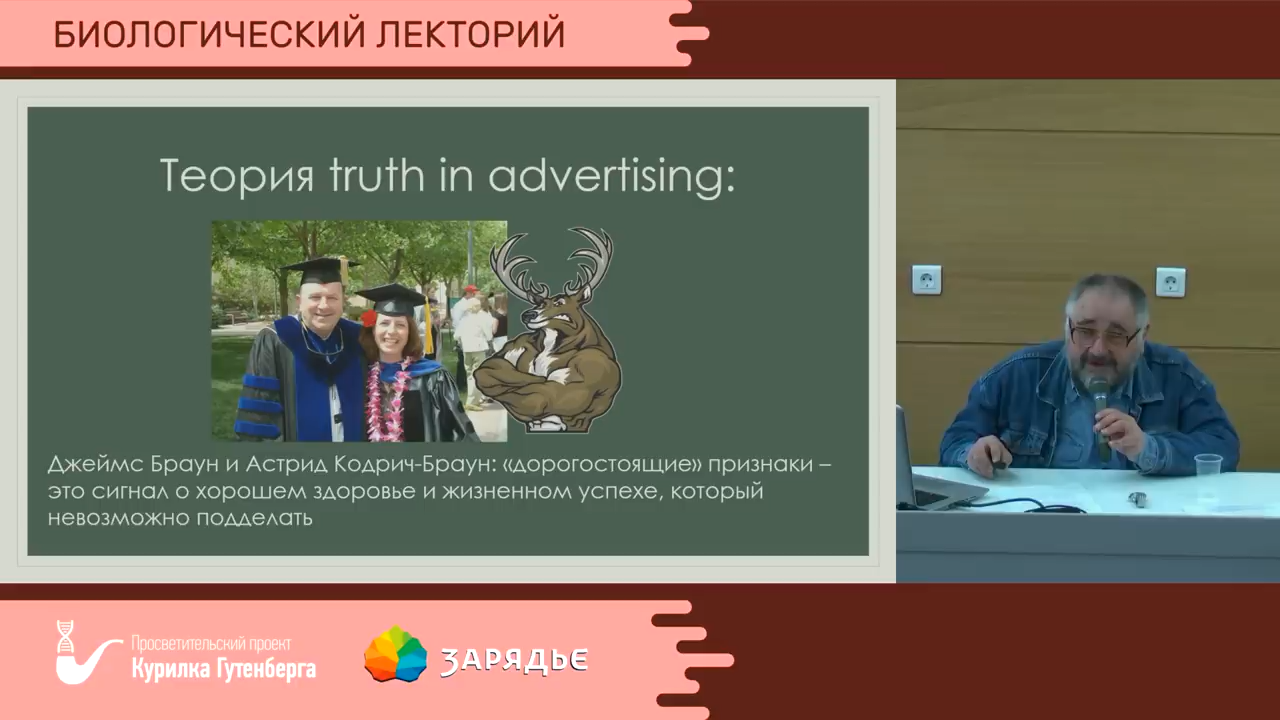 БИОЛОГИЧЕСКИЙ ЛЕКТОРИЙ
Теория truth in advertising:
Джеймс Браун и Астрид Кодрич-Браун: «дорогостоящие» признаки –
это сигнал о хорошем здоровье и жизненном успехе, который
невозможно подделать
Просветительский проект
Курилка Гутенберга
ЗАРЯДЬЕ